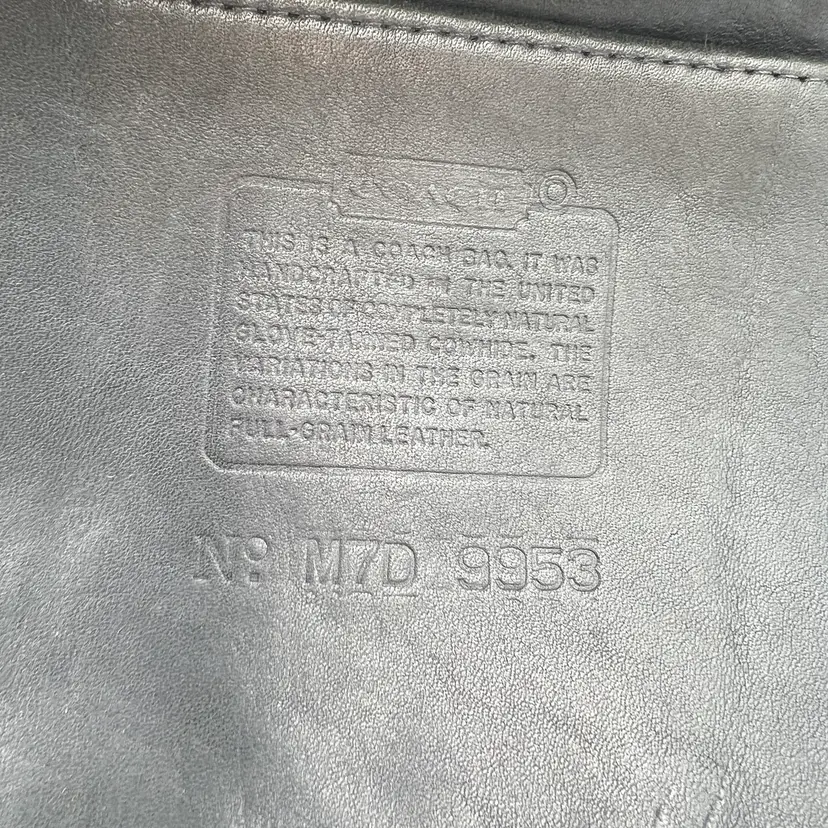 COACH
THIS IS A COACH BAG. IT WAS
HANDCRAFTED IN THE UNITED
STATES OF COMPLETELY NATURAL
GLOVE-TANNED COWHIDE. THE
VARIATIONS IN THE GRAIN ARE
CHARACTERISTIC OF NATURAL
FULL-GRAIN LEATHER.
Nº M7D 9953